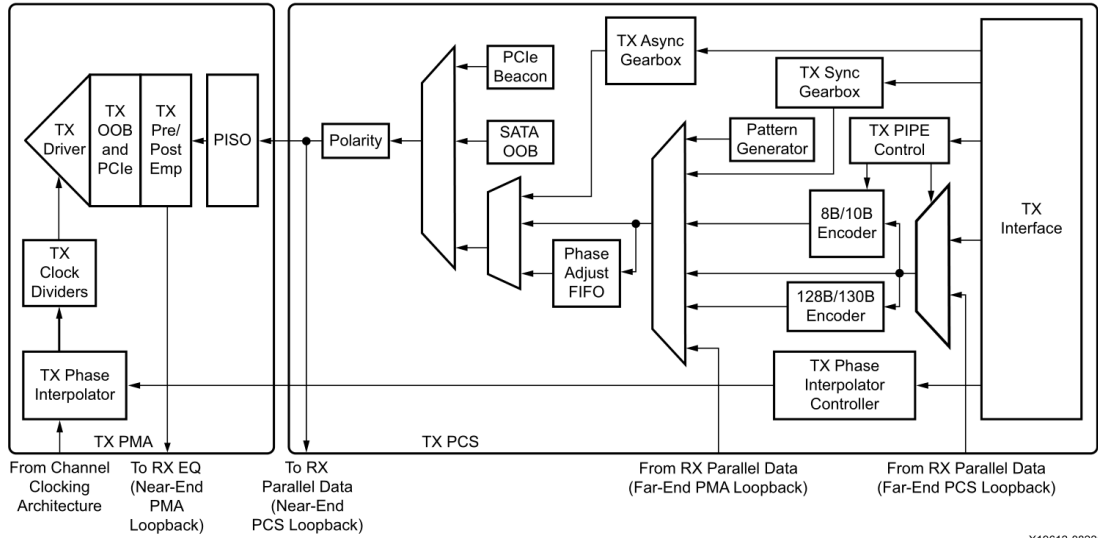 TX Async
Gearbox
PCIe
Beacon
TX Sync
Gearbox
TX
Driver
TX
OOB
and
PCIe
TX
Pre/
Post
Emp
PISO
Polarity
SATA
OOB
Pattern
Generator
TX PIPE
Control
TX
Interface
8B/10B
Encoder
TX
Clock
Dividers
Phase
Adjust
FIFO
128B/130B
Encoder
TX Phase
Interpolator
TX Phase
Interpolator
Controller
TX PMA
TX PCS
From Channel
Clocking
Architecture
To RX EQ
(Near-End
PMA
Loopback)
To RX
Parallel Data
(Near-End
PCS Loopback)
From RX Parallel Data
(Far-End PMA Loopback)
From RX Parallel Data
(Far-End PCS Loopback)